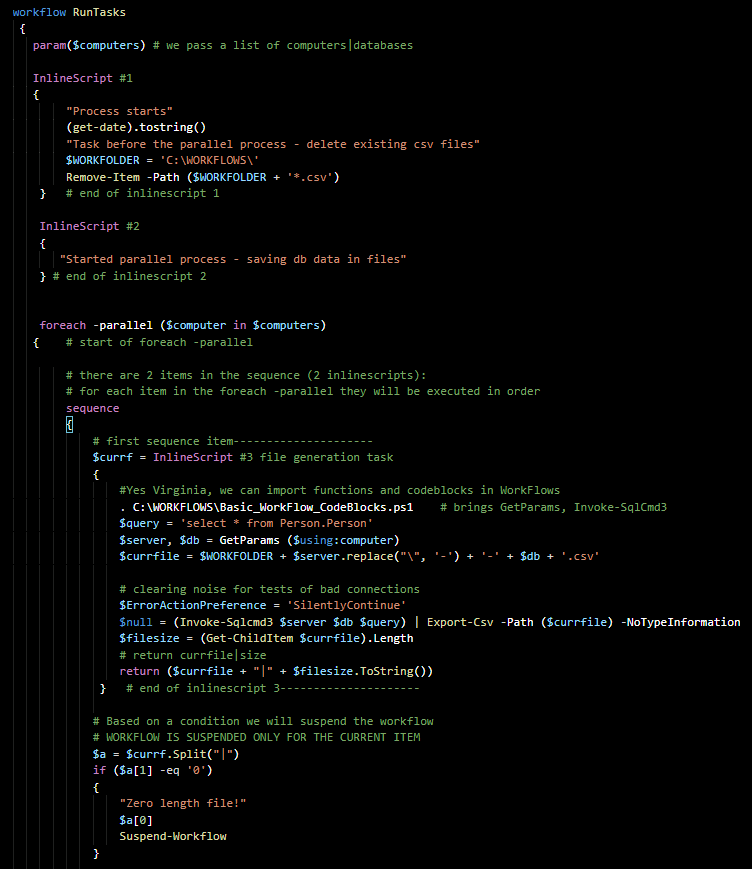 workflow RunTasks
{
param($computers) # we pass a list of computers|databases
InlineScript #1
{
"Process starts"
(get-date).tostring()
"Task before the parallel process - delete existing csv files"
$WORKFOLDER = 'C:\WORKFLOWS\'
Remove-Item -Path ($WORKFOLDER + '*.csv')
} # end of inlinescript 1
InlineScript #2
{
"Started parallel process - saving db data in files"
} # end of inlinescript 2
foreach -parallel ($computer in $computers)
{ # start of foreach -parallel
# there are 2 items in the sequence (2 inlinescripts):
# for each item in the foreach -parallel they will be executed in order
sequence
{
# first sequence item---------------------
$currf = InlineScript #3 file generation task
{
#Yes Virginia, we can import functions and codeblocks in WorkFlows
. C:\WORKFLOWS\Basic_WorkFlow_CodeBlocks.ps1 # brings GetParams, Invoke-SqlCmd3
$query = 'select * from Person.Person'
$server, $db = GetParams ($using:computer)
$currfile = $WORKFOLDER + $server.replace("\", '-') + '-' + $db + '.csv'
# clearing noise for tests of bad connections
$ErrorActionPreference = 'SilentlyContinue'
$null = (Invoke-Sqlcmd3 $server $db $query) | Export-Csv -Path ($currfile) -NoTypeInformation
$filesize = (Get-ChildItem $currfile).Length
# return currfile|size
return ($currfile + "|" + $filesize.ToString())
} # end of inlinescript 3---------------------
# Based on a condition we will suspend the workflow
# WORKFLOW IS SUSPENDED ONLY FOR THE CURRENT ITEM
$a = $currf.Split("|")
if ($a[1] -eq '0')
{
"Zero length file!"
$a[0]
Suspend-Workflow
}